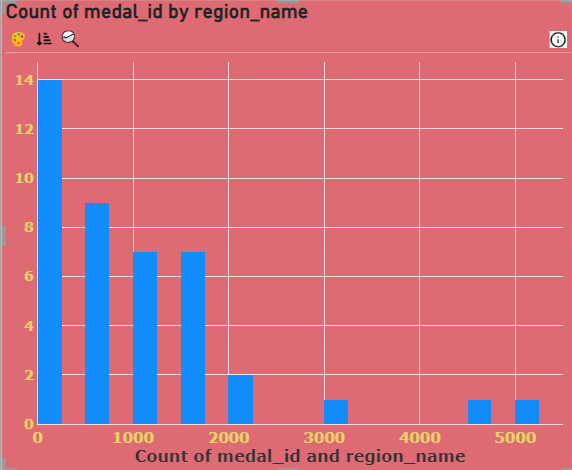 Count of medal_id by region_name
14
12
10
8
6
4
2
0
0 1000 2000 3000 4000 5000
Count of medal_id and region_name